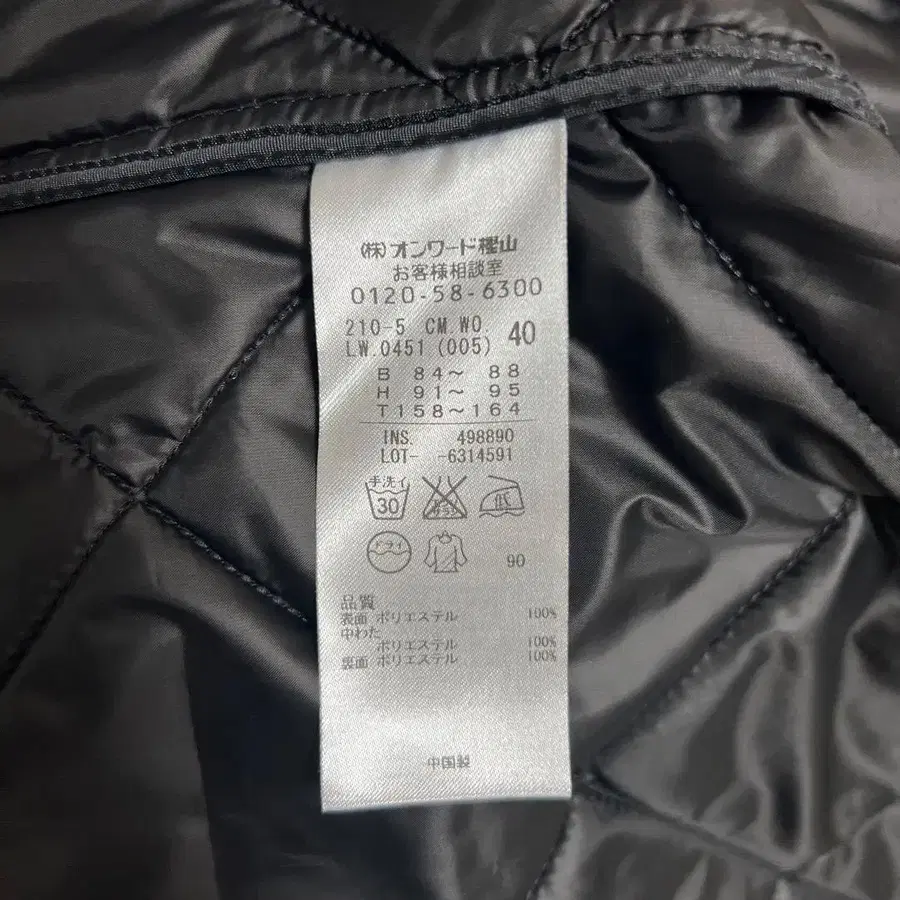 (株)オンワード樫山
お客様相談室
0120-58-6300
210-5 CM.WO 40
LW.0451 (005)
B 84～ 88
H 91～ 95
T158～164
INS. 498890
LOT- -6314591
手洗イ
30 低
ドライ
90
品質
表面 ポリエステル 100%
中わた
ポリエステル 100%
裏面 ポリエステル 100%
中国製